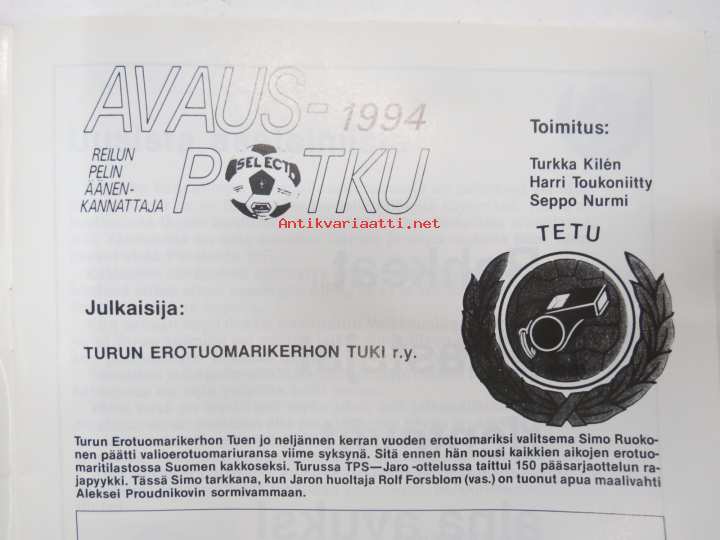 AVAUS-1994
REILUN
PELIN
ÄÄNEN-
KANNATTAJA
POTKU
SELECT
Antikvariaatti.net
Toimitus:
Turkka Kilén
Harri Toukoniitty
Seppo Nurmi
TETU
Julkaisija:
TURUN EROTUOMARIKERHON TUKI r.y.
Turun Erotuomarikerhon Tuen jo neljännen kerran vuoden erotuomariksi valitsema Simo Ruoko-
nen päätti valioerotuomariuransa viime syksynä. Sitä ennen hän nousi kaikkien aikojen erotuo-
maritilastossa Suomen kakkoseksi. Turussa TPS—Jaro -ottelussa taittui 150 pääsarjaottelun ra-
japyykki. Tässä Simo tarkkana, kun Jaron huoltaja Rolf Forsblom (vas.) on tuonut apua maalivahti
Aleksei Proudnikovin sormivammaan.